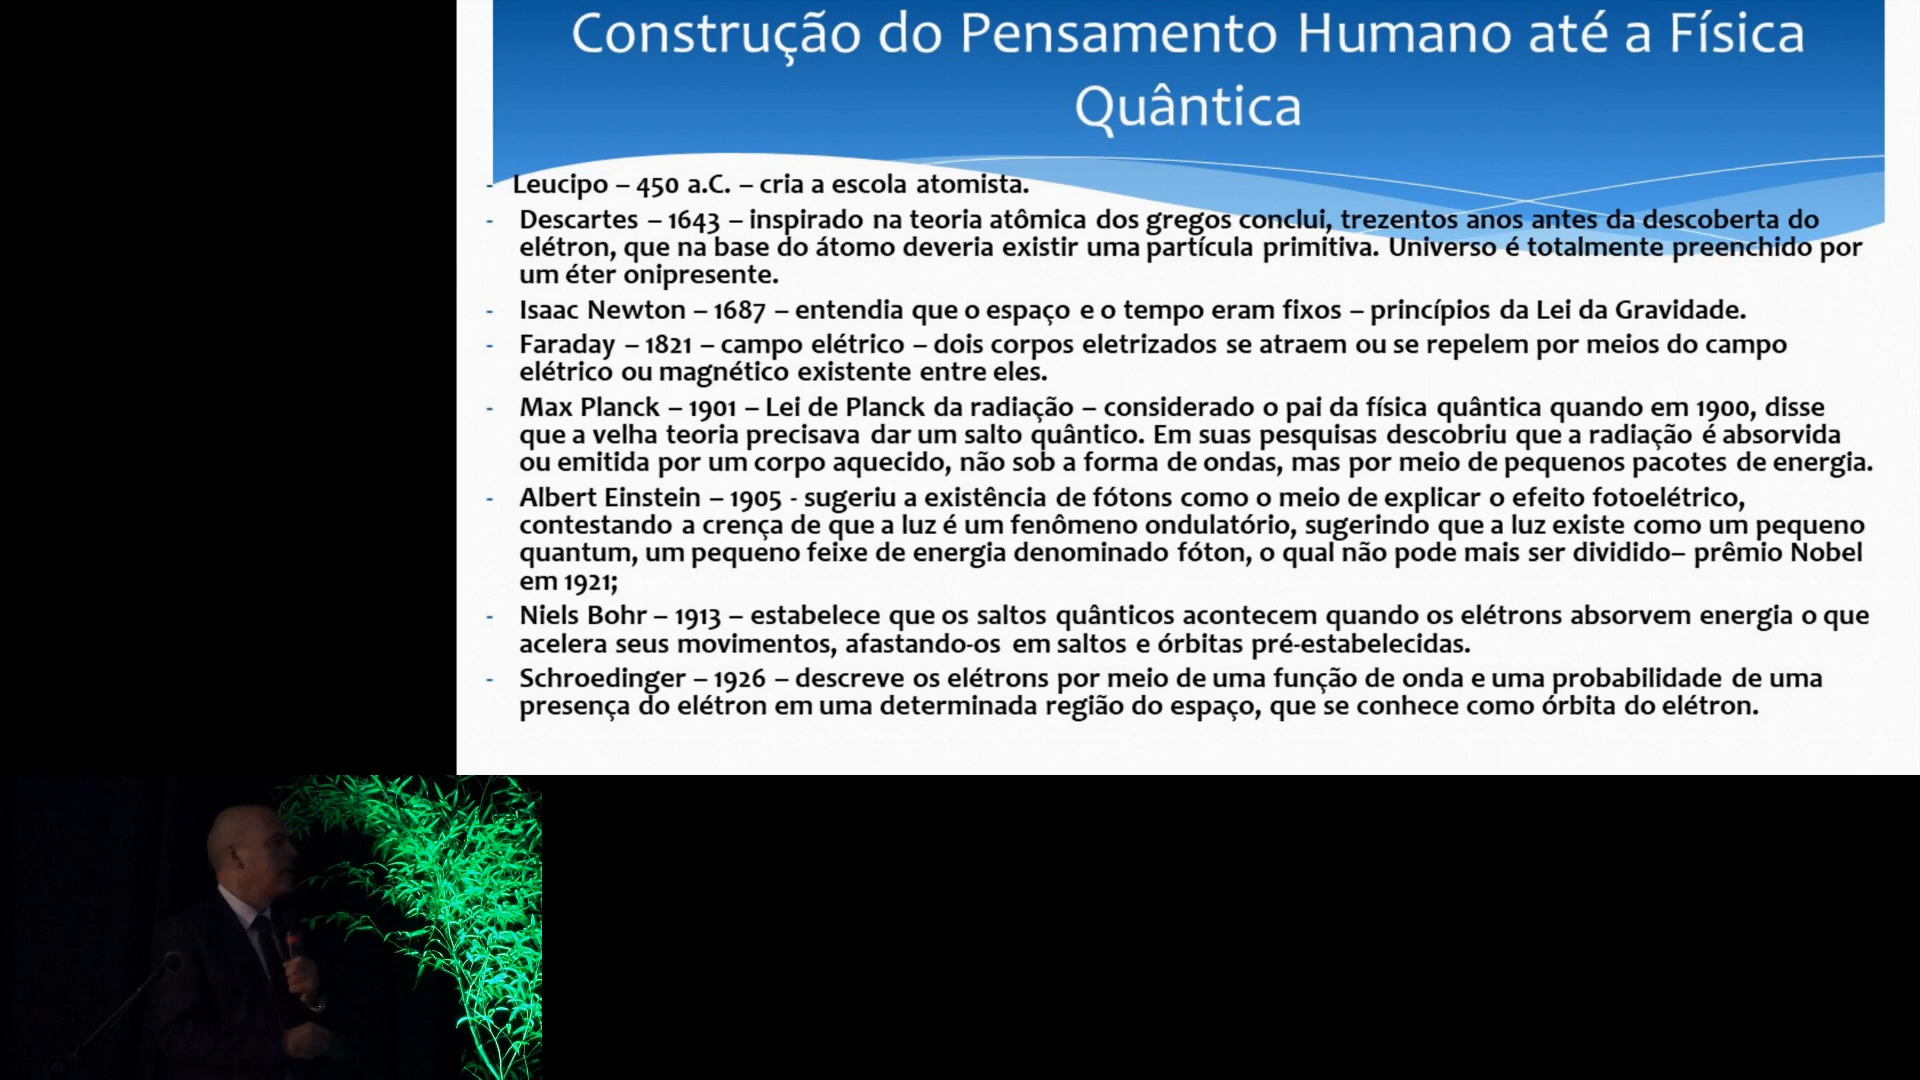 Construção do Pensamento Humano até a Física
Quântica
- Leucipo – 450 a.C. – cria a escola atomista.
- Descartes – 1643 – inspirado na teoria atômica dos gregos conclui, trezentos anos antes da descoberta do
elétron, que na base do átomo deveria existir uma partícula primitiva. Universo é totalmente preenchido por
um éter onipresente.
- Isaac Newton – 1687 – entendia que o espaço e o tempo eram fixos – princípios da Lei da Gravidade.
- Faraday – 1821 – campo elétrico – dois corpos eletrizados se atraem ou se repelem por meios do campo
elétrico ou magnético existente entre eles.
- Max Planck – 1901 – Lei de Planck da radiação – considerado o pai da física quântica quando em 1900, disse
que a velha teoria precisava dar um salto quântico. Em suas pesquisas descobriu que a radiação é absorvida
ou emitida por um corpo aquecido, não sob a forma de ondas, mas por meio de pequenos pacotes de energia.
- Albert Einstein – 1905 - sugeriu a existência de fótons como o meio de explicar o efeito fotoelétrico,
contestando a crença de que a luz é um fenômeno ondulatório, sugerindo que a luz existe como um pequeno
quantum, um pequeno feixe de energia denominado fóton, o qual não pode mais ser dividido– prêmio Nobel
em 1921;
- Niels Bohr – 1913 – estabelece que os saltos quânticos acontecem quando os elétrons absorvem energia o que
acelera seus movimentos, afastando-os em saltos e órbitas pré-estabelecidas.
- Schroedinger – 1926 – descreve os elétrons por meio de uma função de onda e uma probabilidade de uma
presença do elétron em uma determinada região do espaço, que se conhece como órbita do elétron.